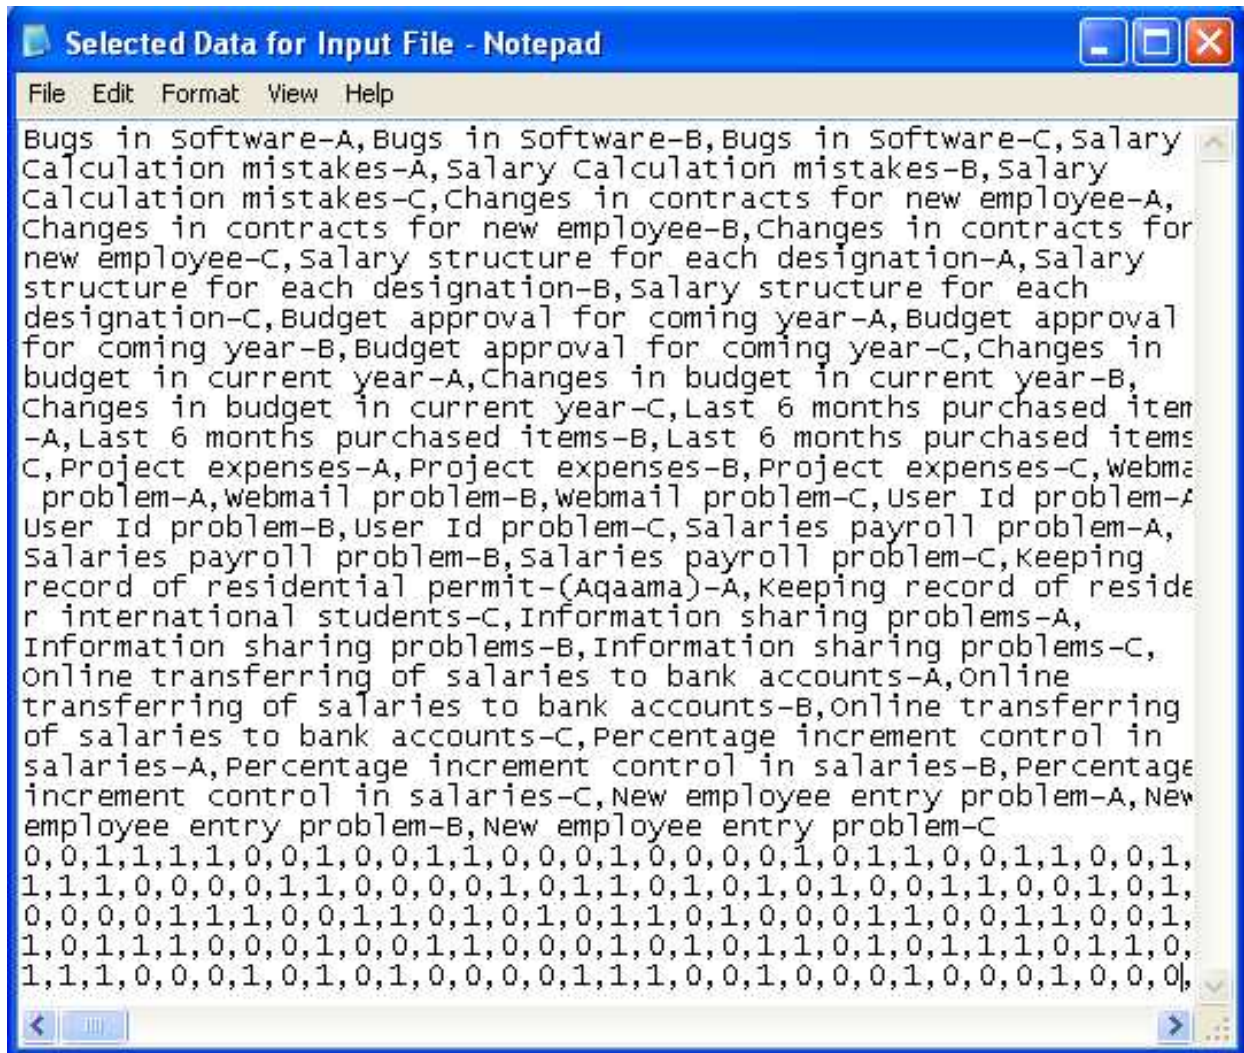 Selected Data for Input File - Notepad
File Edit Format View Help
Bugs in Software-A,Bugs in Software-B,Bugs in Software-C,Salary
Calculation mistakes-A,Salary Calculation mistakes-B,Salary
Calculation mistakes-C,Changes in contracts for new employee-A,
Changes in contracts for new employee-B,Changes in contracts for
new employee-C,Salary structure for each designation-A,Salary
structure for each designation-B,Salary structure for each
designation-C,Budget approval for coming year-A,Budget approval
for coming year-B,Budget approval for coming year-C,Changes in
budget in current year-A,Changes in budget in current year-B,
Changes in budget in current year-C,Last 6 months purchased item
-A,Last 6 months purchased items-B,Last 6 months purchased items
C,Project expenses-A,Project expenses-B,Project expenses-C,Webma
problem-A,Webmail problem-B,Webmail problem-C,User Id problem-A
User Id problem-B,User Id problem-C,Salaries payroll problem-A,
Salaries payroll problem-B,Salaries payroll problem-C,Keeping
record of residential permit-(Aqaama)-A,Keeping record of reside
r international students-C,Information sharing problems-A,
Information sharing problems-B,Information sharing problems-C,
Online transferring of salaries to bank accounts-A,Online
transferring of salaries to bank accounts-B,Online transferring
of salaries to bank accounts-C,Percentage increment control in
salaries-A,Percentage increment control in salaries-B,Percentage
increment control in salaries-C,New employee entry problem-A,New
employee entry problem-B,New employee entry problem-C
0,0,1,1,1,1,0,0,1,0,0,1,1,0,0,0,1,0,0,0,0,1,0,1,1,0,0,1,1,0,0,1,
1,1,1,0,0,0,0,1,1,0,0,0,0,1,0,1,1,0,1,0,1,0,1,0,0,1,1,0,0,1,0,1,
0,0,0,0,1,1,1,0,0,1,1,0,1,0,1,0,1,1,0,1,0,0,0,1,1,0,0,1,1,0,0,1,
1,0,1,1,1,0,0,0,1,0,0,1,1,0,0,0,1,0,1,0,1,1,0,1,0,1,1,1,0,1,1,0,
1,1,1,0,0,0,1,0,1,0,1,0,0,0,0,1,1,1,0,0,1,0,0,0,1,0,0,0,1,0,0,0,